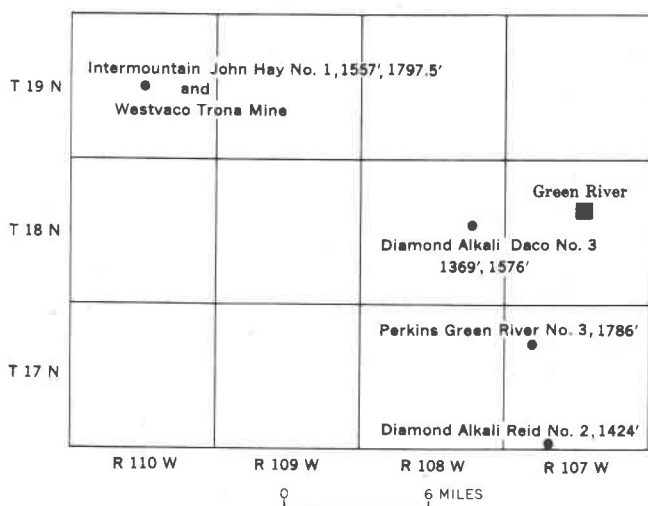 T 19 N
Intermountain John Hay No. 1, 1557′, 1797.5′
and
Westvaco Trona Mine
Green River
T 18 N
Diamond Alkali Daco No. 3
1369′, 1576′
Perkins Green River No. 3, 1786′
T 17 N
Diamond Alkali Reid No. 2, 1424′
R 110 W R 109 W R 108 W R 107 W
0 6 MILES